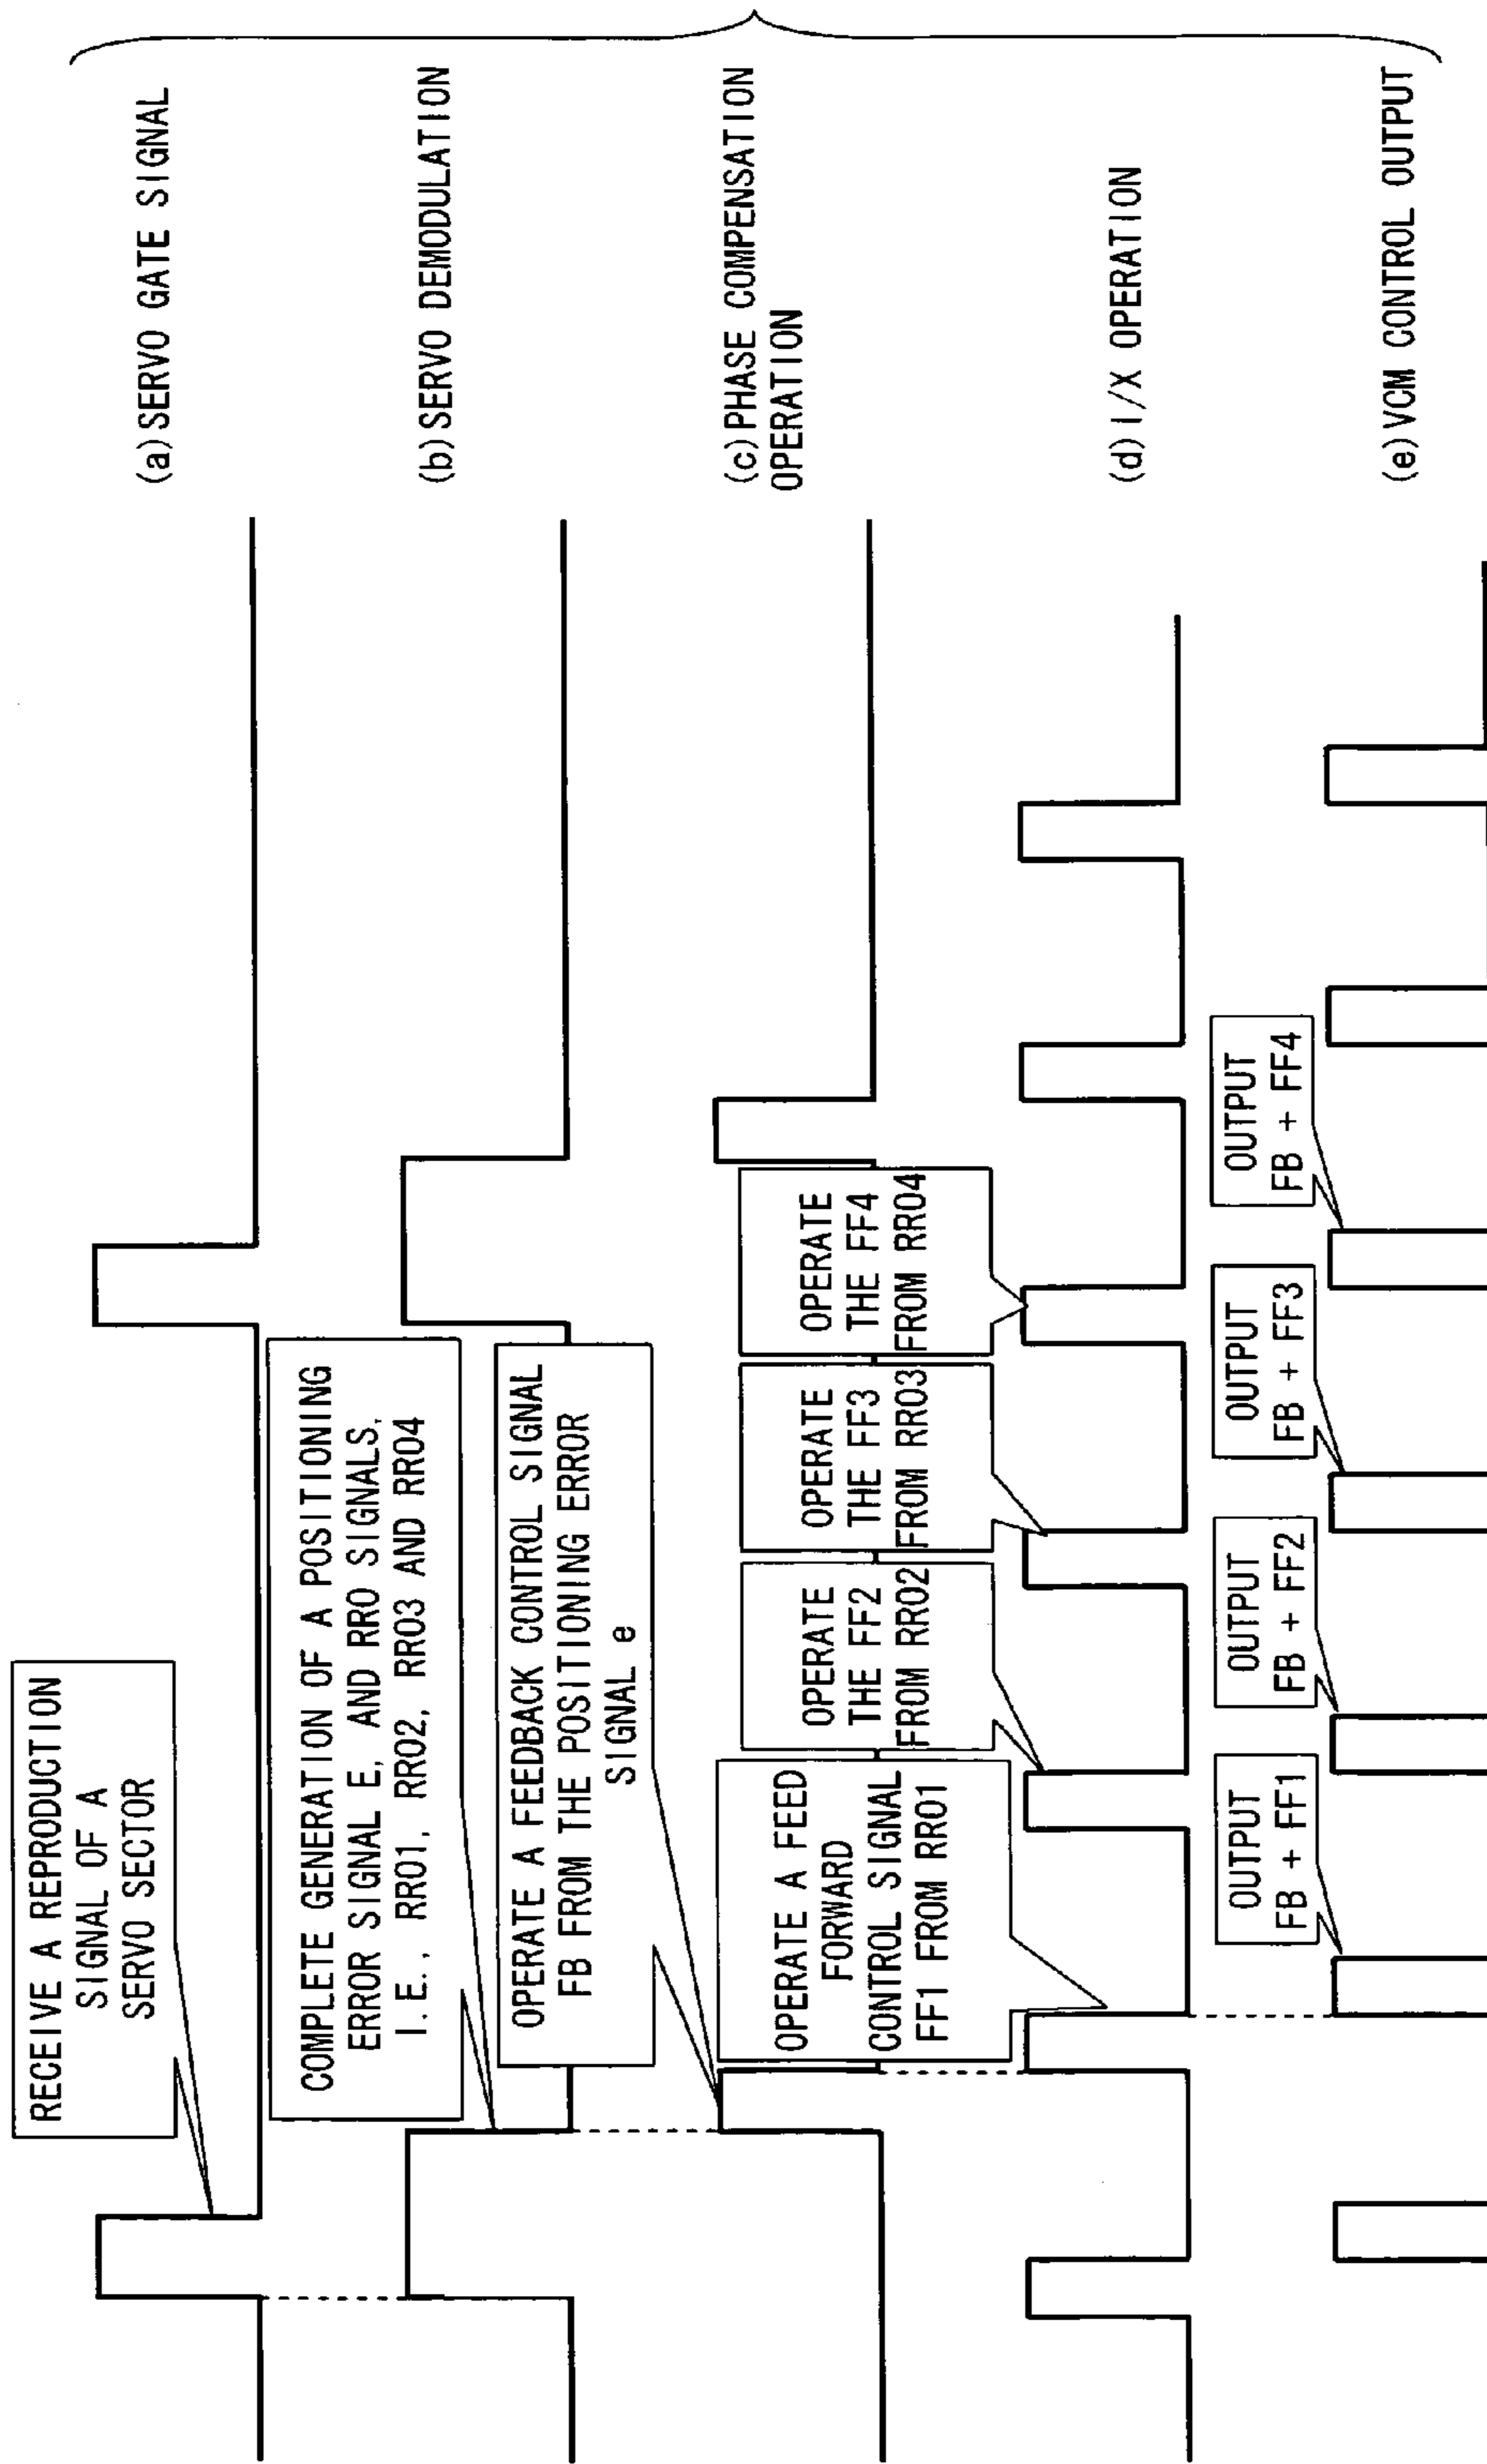 (a)SERVO GATE SIGNAL
(b)SERVO DEMODULATION
(c)PHASE COMPENSATION
OPERATION
(d)I/X OPERATION
(e)VCM CONTROL OUTPUT
RECEIVE A REPRODUCTION
SIGNAL OF A
SERVO SECTOR
COMPLETE GENERATION OF A POSITIONING
ERROR SIGNAL E, AND RRO SIGNALS,
I.E., RRO1, RRO2, RRO3 AND RRO4
OPERATE A FEEDBACK CONTROL SIGNAL
FB FROM THE POSITIONING ERROR
SIGNAL e
OPERATE A FEED
FORWARD
CONTROL SIGNAL
FF1 FROM RRO1
OPERATE
THE FF2
FROM RRO2
OPERATE
THE FF3
FROM RRO3
OPERATE
THE FF4
FROM RRO4
OUTPUT
FB + FF1
OUTPUT
FB + FF2
OUTPUT
FB + FF3
OUTPUT
FB + FF4